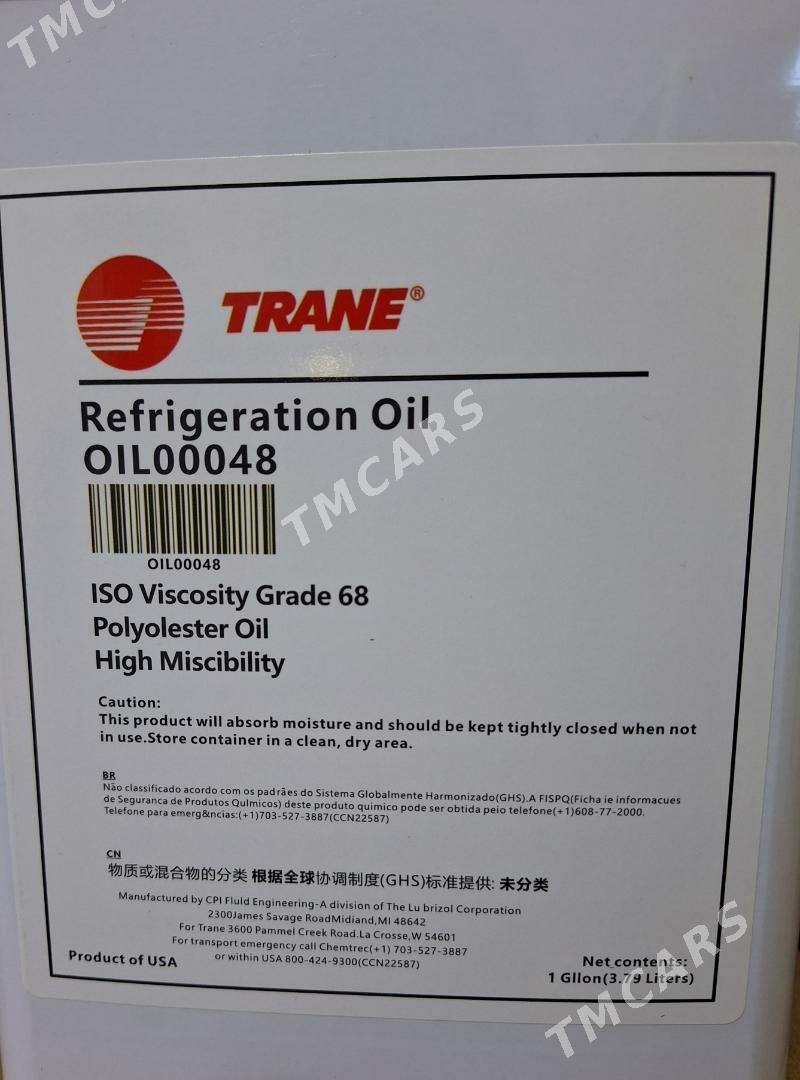 TMCARS
TRANE®
Refrigeration Oil
OIL00048
TMCARS
OIL00048
ISO Viscosity Grade 68
Polyolester Oil
High Miscibility
Caution:
This product will absorb moisture and should be kept tightly closed when not
in use.Store container in a clean, dry area.
BR
Não classificado acordo com os padrães do Sistema Globalmente Harmonizado(GHS).A FISPQ(Ficha ie informacues
de Seguranca de Produtos Qulmicos) deste produto quimico pode ser obtida peio telefone(+1)608-77-2000.
Telefone para emerg&ncias:(+1)703-527-3887(CCN22587)
CN
物质或混合物的分类 根据全球协调制度(GHS)标准提供: 未分类
Manufactured by CPI Fluld Engineering-A division of The Lu brizol Corporation
2300James Savage RoadMidiand,MI 48642
For Trane 3600 Pammel Creek Road.La Crosse,W 54601
For transport emergency call Chemtrec(+1) 703-527-3887
or within USA 800-424-9300(CCN22587)
Product of USA
Net contents:
1 Gllon(3.79 Liters)
TMCARS